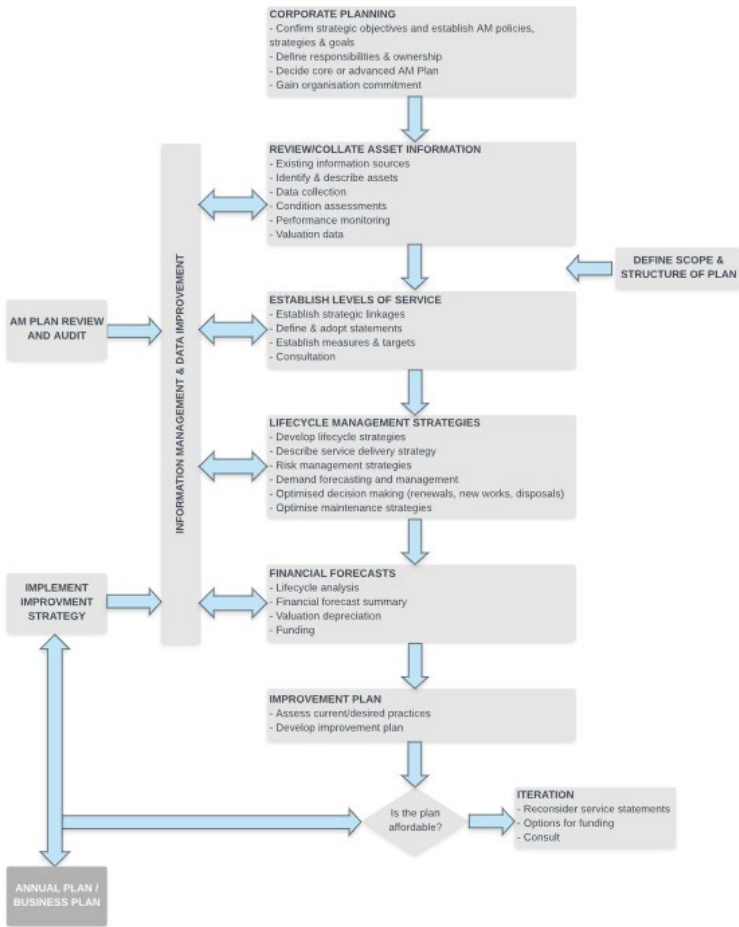 CORPORATE PLANNING
- Confirm strategic objectives and establish AM policies,
strategies & goals
- Define responsibilities & ownership
- Decide core or advanced AM Plan
- Gain organisation commitment
REVIEW/COLLATE ASSET INFORMATION
- Existing information sources
- Identify & describe assets
- Data collection
- Condition assessments
- Performance monitoring
- Valuation data
DEFINE SCOPE &
STRUCTURE OF PLAN
INFORMATION MANAGEMENT & DATA IMPROVEMENT
AM PLAN REVIEW
AND AUDIT
ESTABLISH LEVELS OF SERVICE
- Establish strategic linkages
- Define & adopt statements
- Establish measures & targets
- Consultation
LIFECYCLE MANAGEMENT STRATEGIES
- Develop lifecycle strategies
- Describe service delivery strategy
- Risk management strategies
- Demand forecasting and management
- Optimised decision making (renewals, new works, disposals)
- Optimise maintenance strategies
IMPLEMENT
IMPROVMENT
STRATEGY
FINANCIAL FORECASTS
- Lifecycle analysis
- Financial forecast summary
- Valuation depreciation
- Funding
IMPROVEMENT PLAN
- Assess current/desired practices
- Develop improvement plan
Is the plan
affordable?
ITERATION
- Reconsider service statements
- Options for funding
- Consult
ANNUAL PLAN /
BUSINESS PLAN